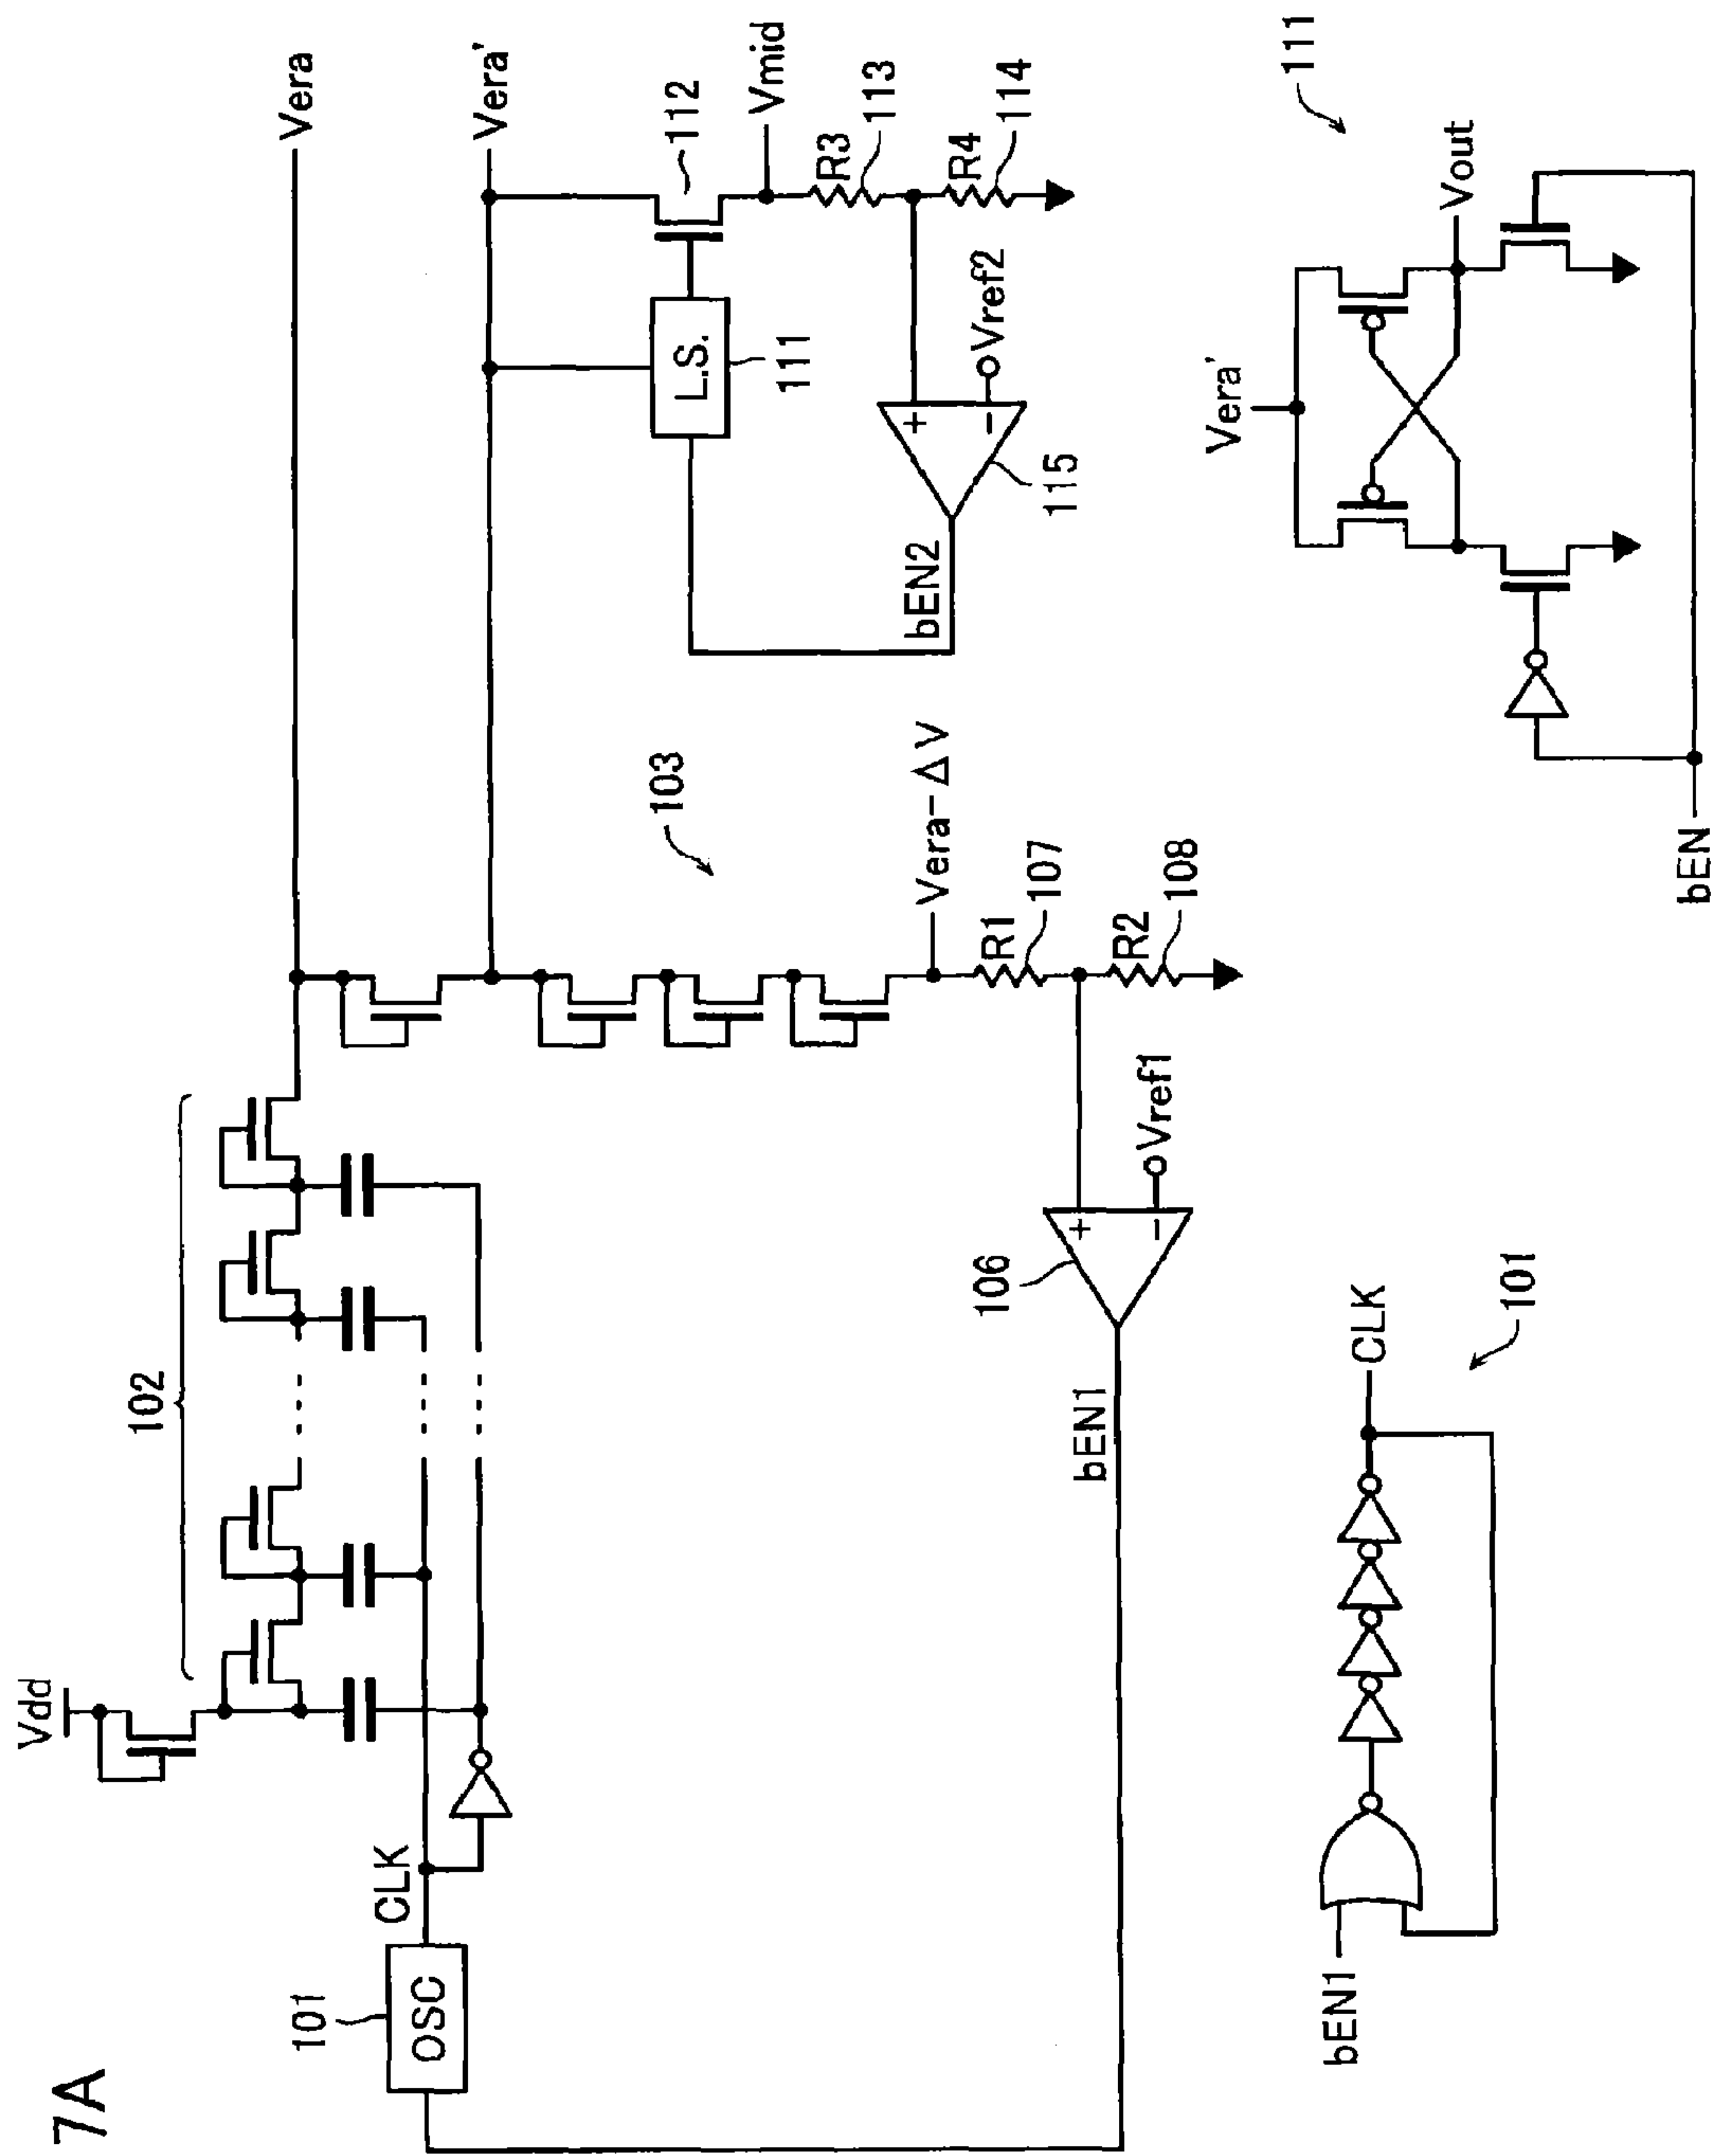 7A
Vdd
102
Vera
Vera'
101
OSC
CLK
103
L.S.
111
112
Vmid
R3
113
R4
114
Vref2
+
−
115
bEN2
Vera-ΔV
R1
107
R2
108
Vref1
+
−
106
bEN1
bEN1
CLK
101
Vera'
Vout
111
bEN